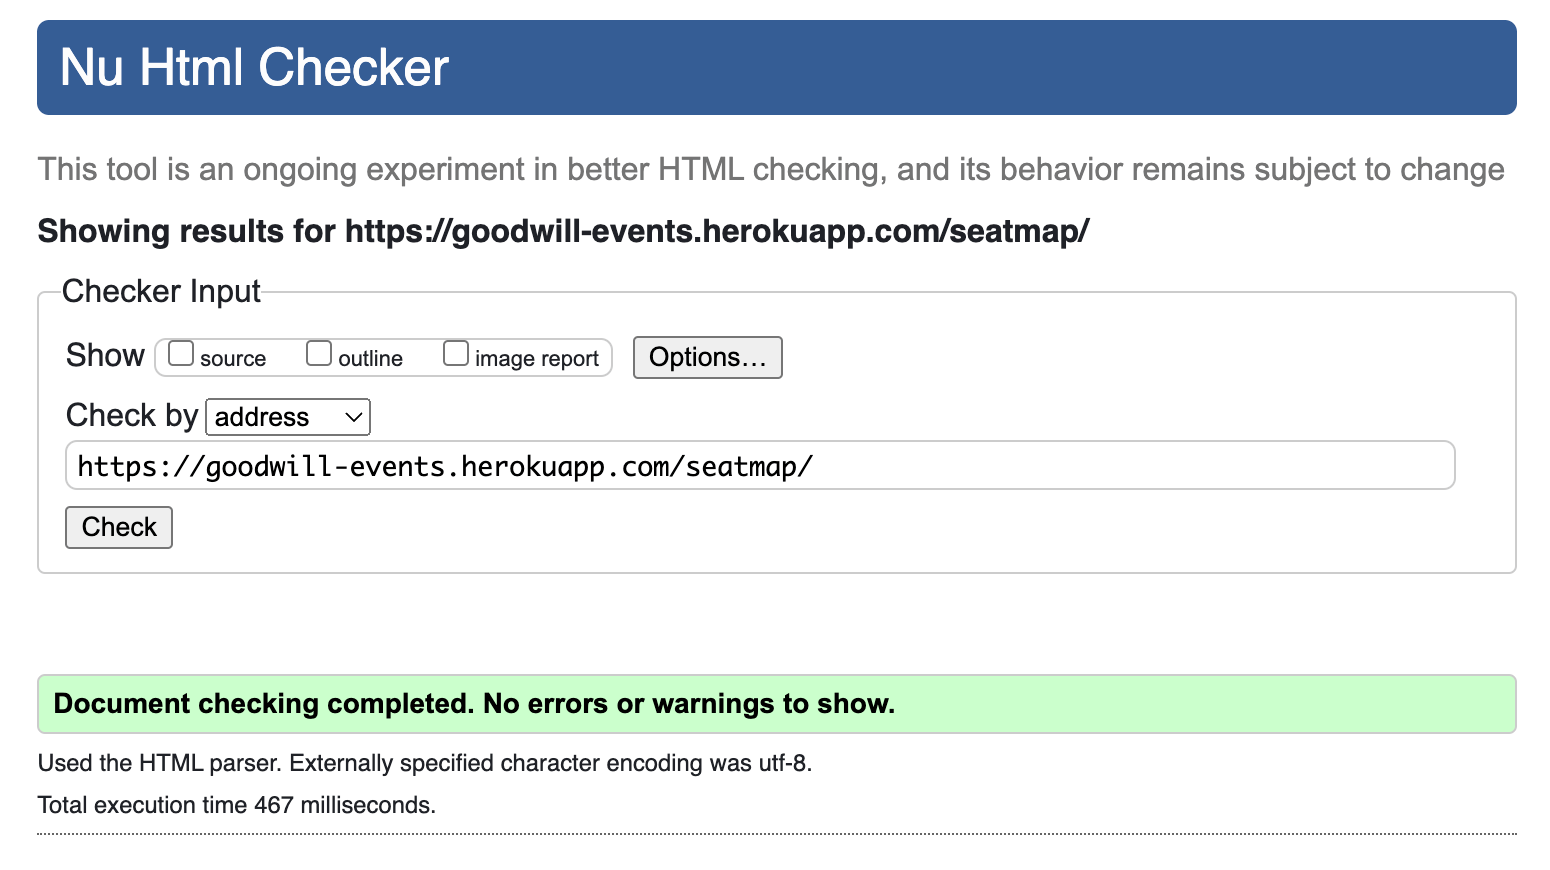 Nu Html Checker
This tool is an ongoing experiment in better HTML checking, and its behavior remains subject to change
Showing results for https://goodwill-events.herokuapp.com/seatmap/
Checker Input
Show source outline image report Options…
Check by address
https://goodwill-events.herokuapp.com/seatmap/
Check
Document checking completed. No errors or warnings to show.
Used the HTML parser. Externally specified character encoding was utf-8.
Total execution time 467 milliseconds.